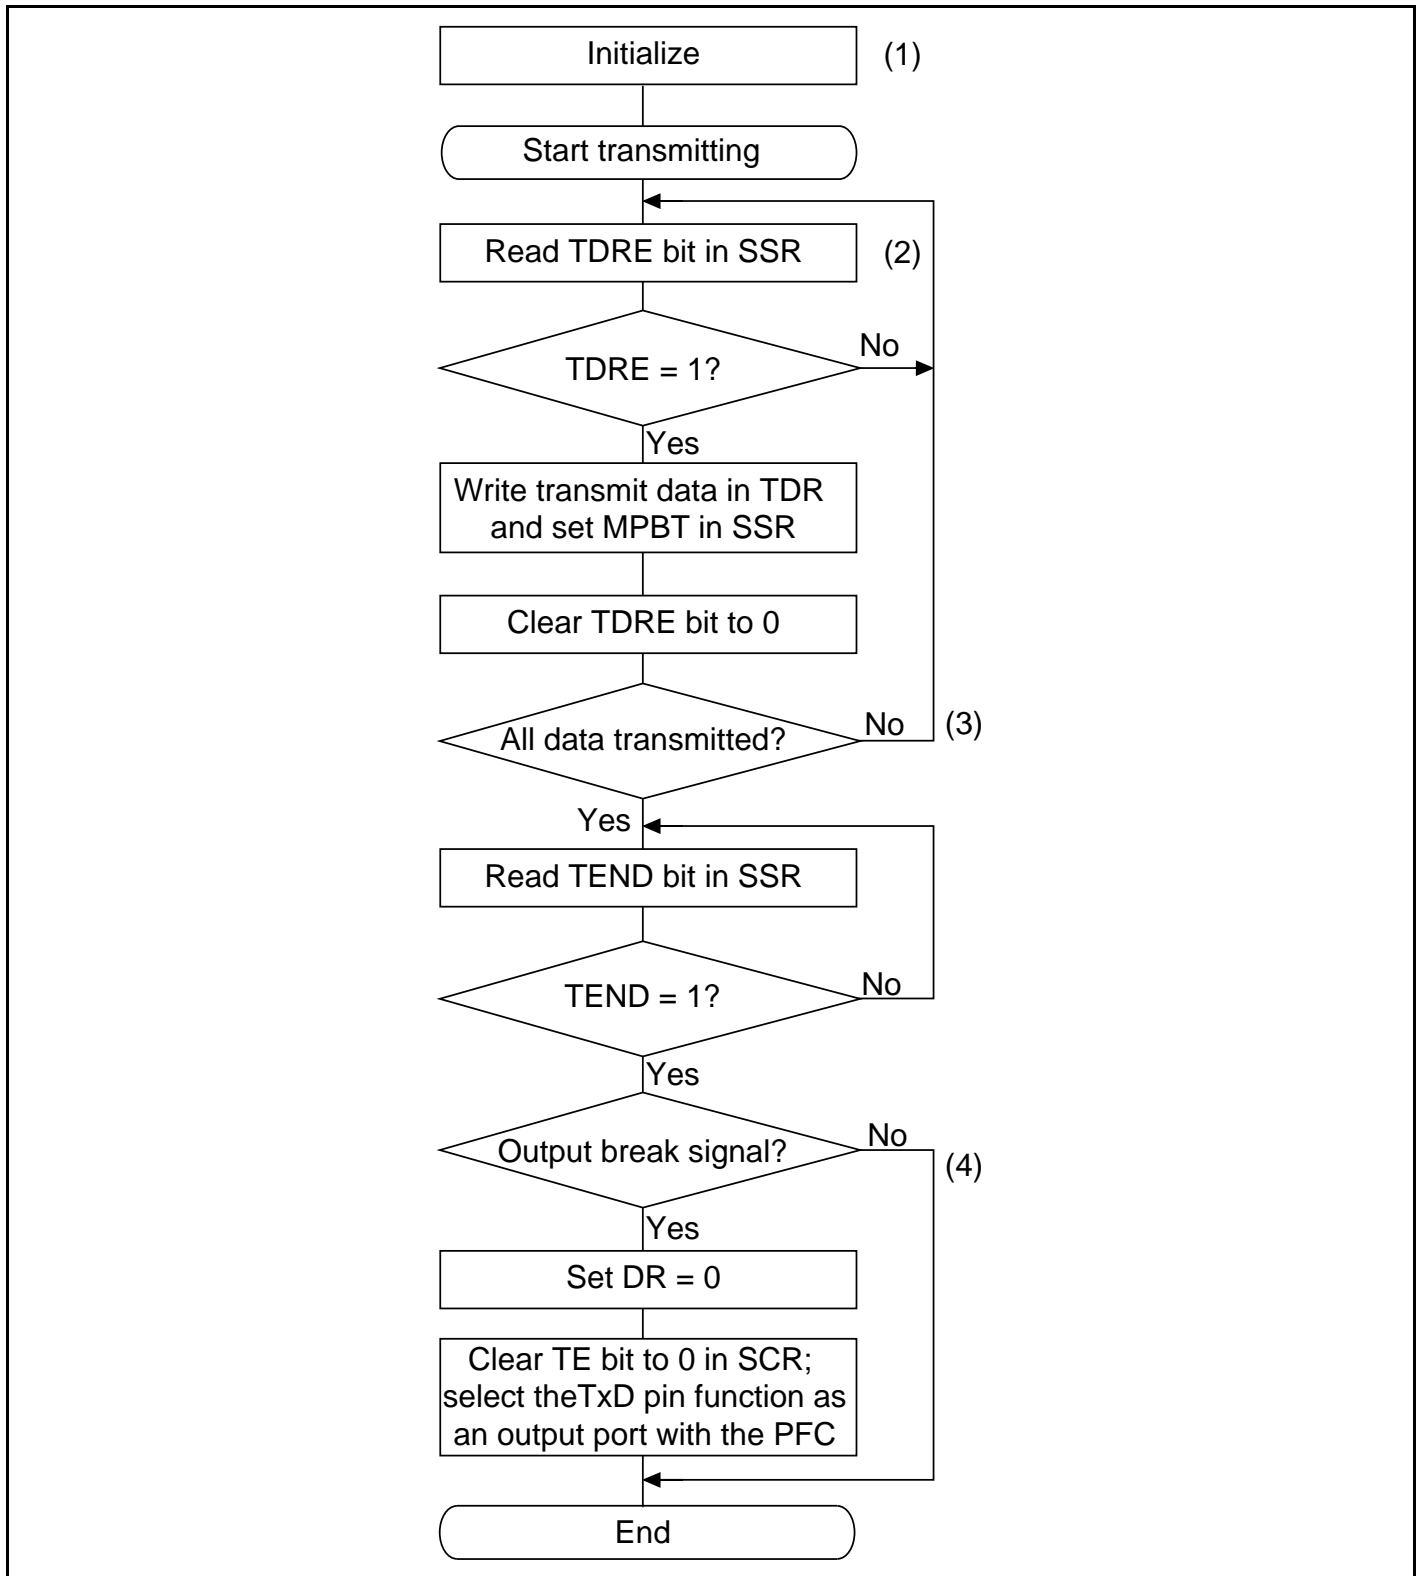 Initialize (1)
Start transmitting
Read TDRE bit in SSR (2)
TDRE = 1? No
Yes
Write transmit data in TDR
and set MPBT in SSR
Clear TDRE bit to 0
All data transmitted? No (3)
Yes
Read TEND bit in SSR
TEND = 1? No
Yes
Output break signal? No (4)
Yes
Set DR = 0
Clear TE bit to 0 in SCR;
select theTxD pin function as
an output port with the PFC
End